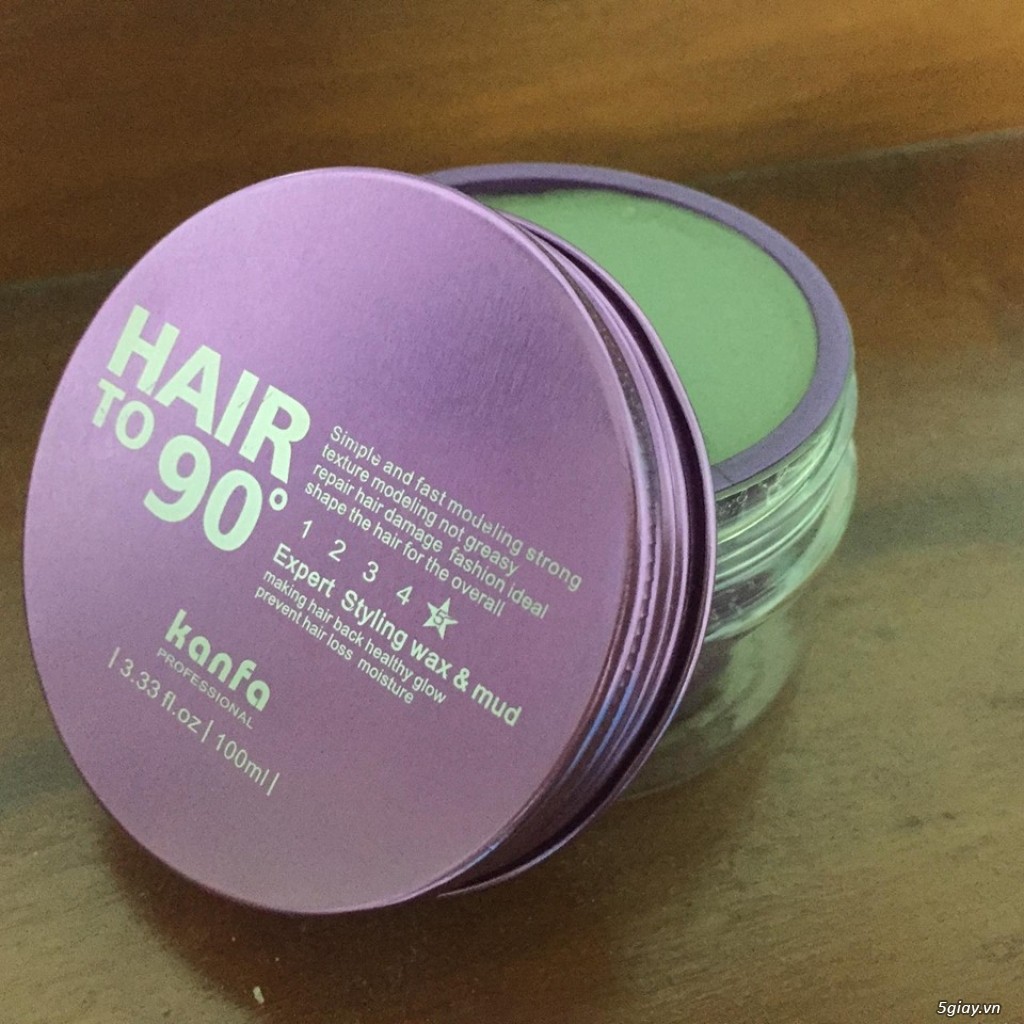 HAIR
TO 90°
Simple and fast modeling strong
texture modeling not greasy
repair hair damage fashion ideal
shape the hair for the overall
1 2 3 4 5
Expert Styling wax & mud
making hair back healthy glow
prevent hair loss moisture
kanfa
PROFESSIONAL
| 3.33 fl.oz | 100ml |
5giay.vn